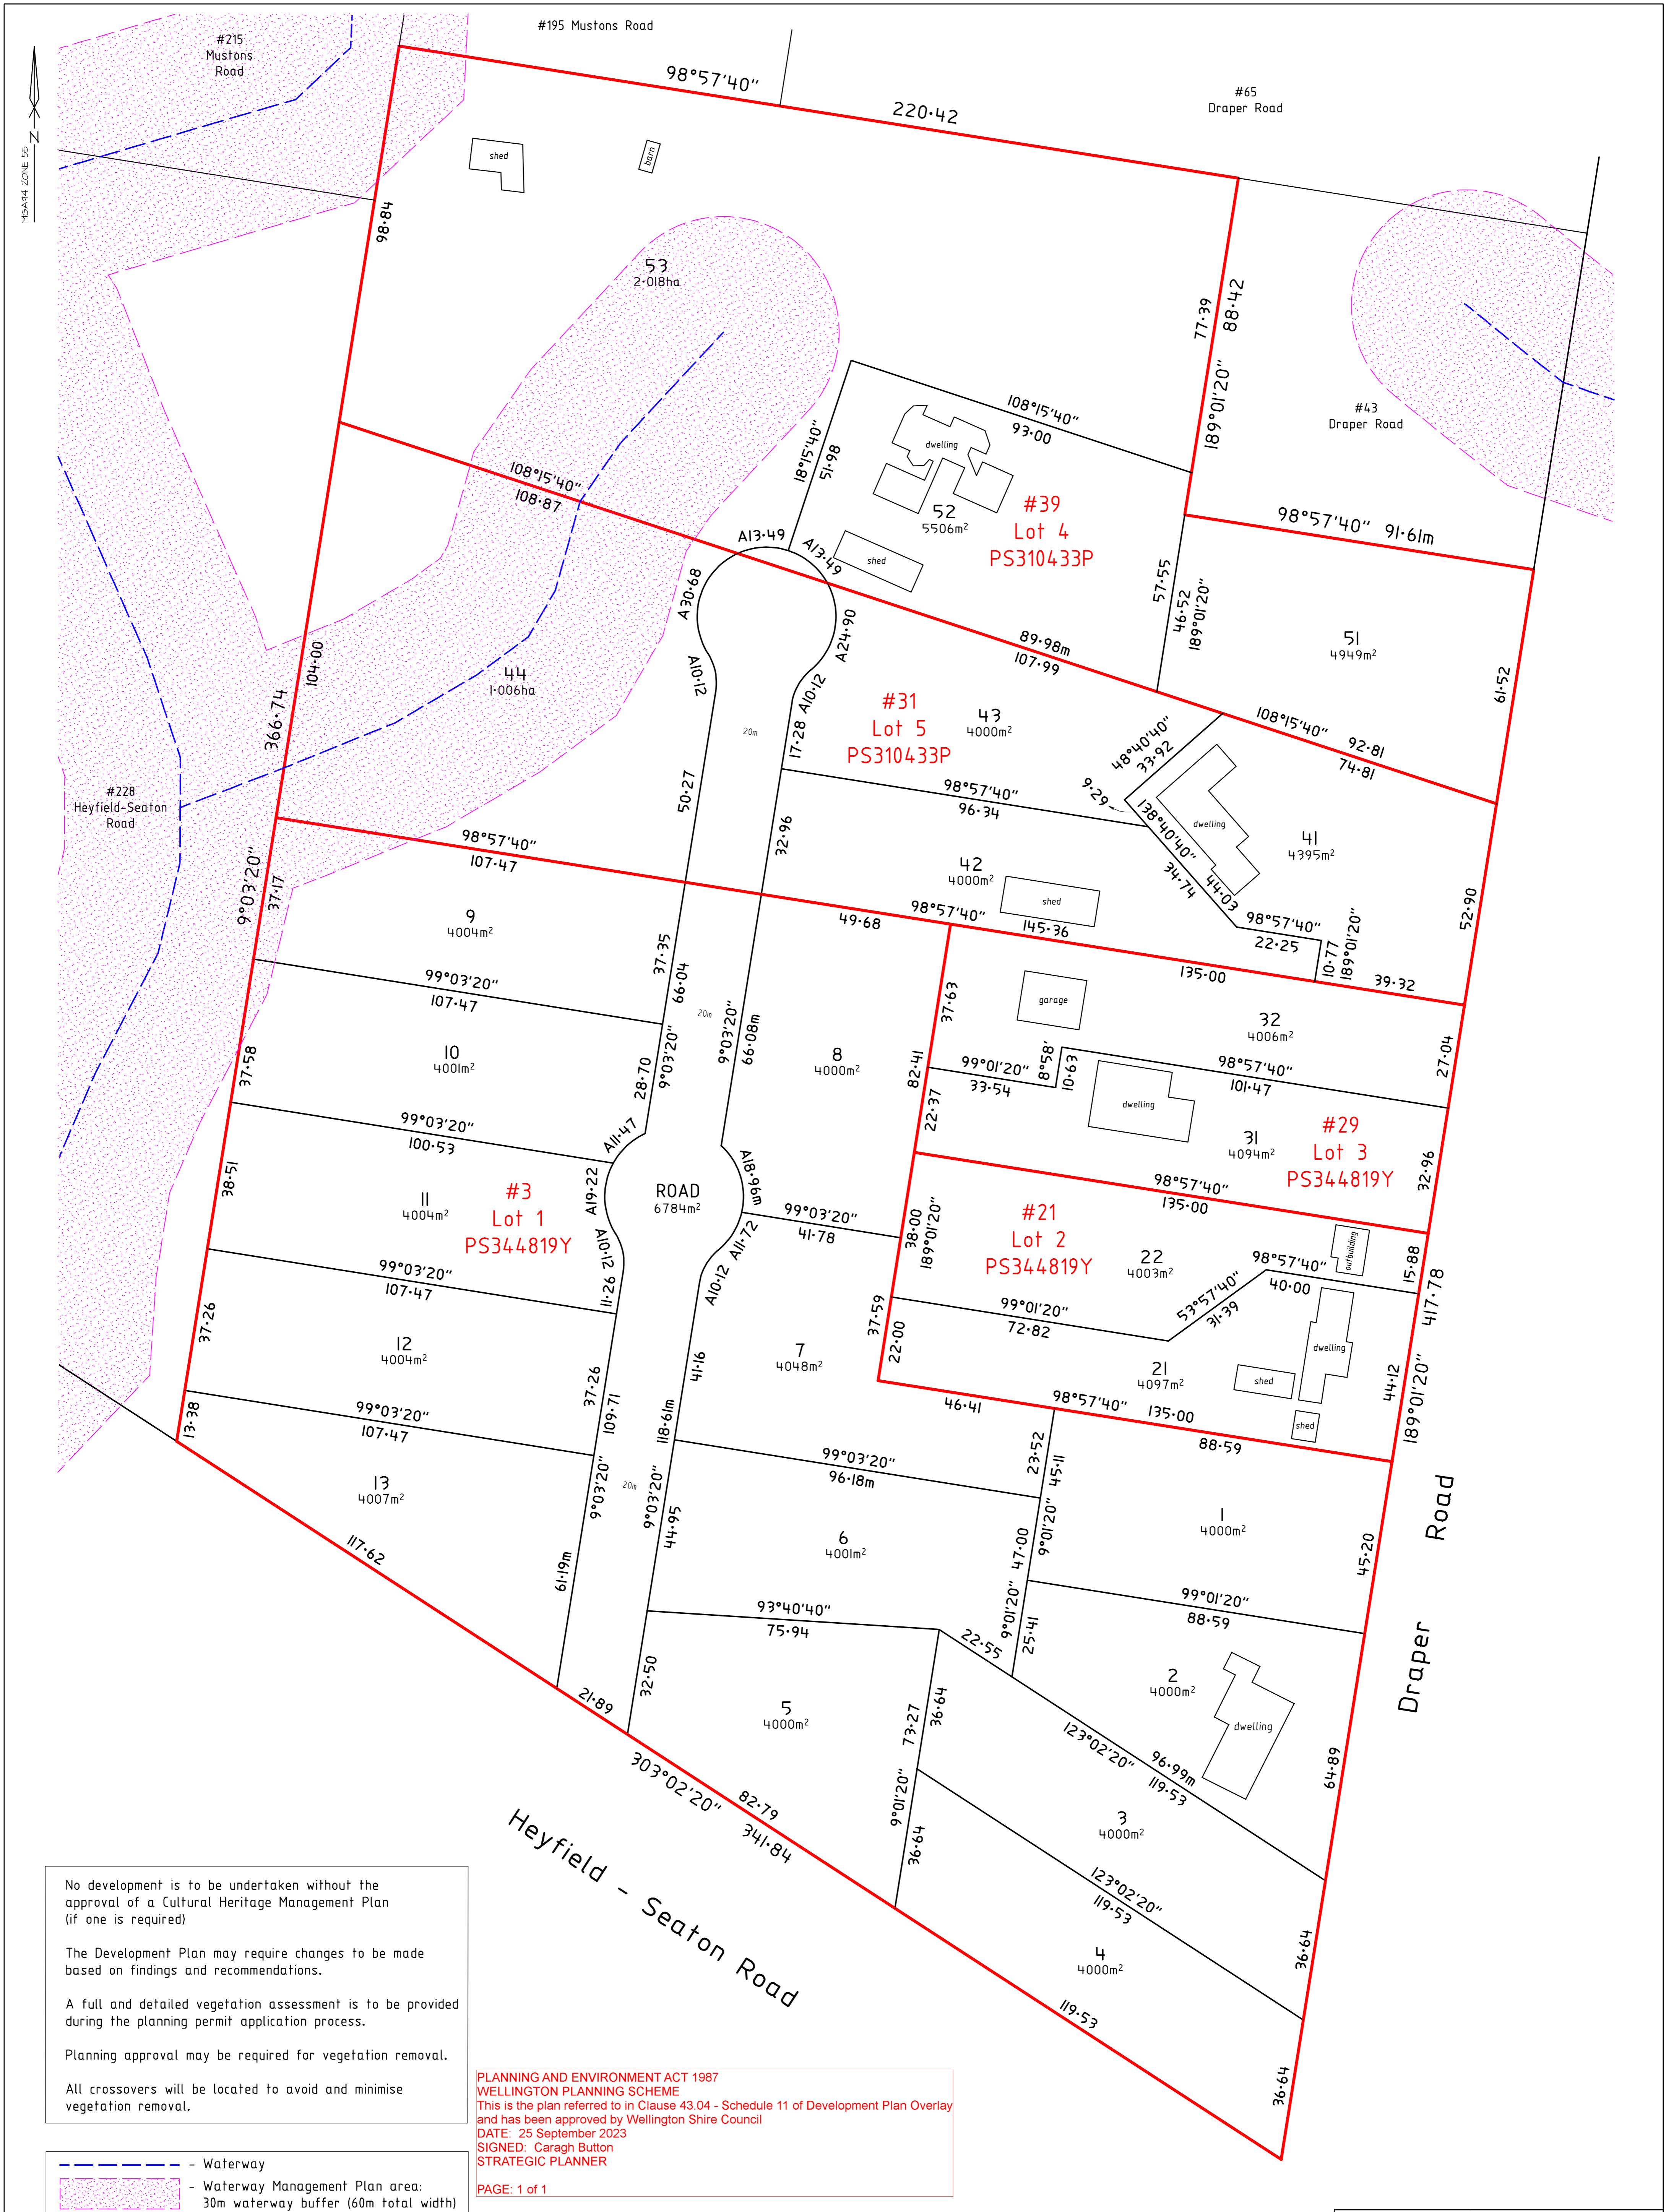 #195 Mustons Road
#215
Mustons
Road
N
MGA94 ZONE 55
98°57'40"
220·42
#65
Draper Road
shed
barn
98·84
53
2·018ha
77·39
88·42
189°01'20"
#43
Draper Road
108°15'40"
93·00
18°15'40"
51·98
dwelling
52
5506m²
#39
Lot 4
PS310433P
shed
108°15'40"
108·87
A13·49
A13·49
A30·68
A24·90
A10·12
A10·12
98°57'40" 91·61m
57·55
46·52
189°01'20"
51
4949m²
61·52
89·98m
107·99
104·00
366·74
44
1·006ha
#31
Lot 5
PS310433P
43
4000m²
20m
17·28
50·27
48°40'40"
33·92
9·29
108°15'40" 92·81
74·81
#228
Heyfield-Seaton
Road
98°57'40"
96·34
138°40'40"
34·74
44·03
dwelling
41
4395m²
32·96
98°57'40"
107·47
42
4000m²
shed
98°57'40"
22·25
10·77
189°01'20"
52·90
9°03'20"
37·17
9
4004m²
49·68
98°57'40"
145·36
135·00
39·32
37·35
66·04
99°03'20"
107·47
20m
9°03'20"
66·08m
37·63
garage
32
4006m²
27·04
10
4001m²
37·58
28·70
9°03'20"
8
4000m²
82·41
99°01'20"
33·54
8°58'
10·63
98°57'40"
101·47
dwelling
22·37
99°03'20"
100·53
A11·47
31
4094m²
#29
Lot 3
PS344819Y
32·96
38·51
11
4004m²
#3
Lot 1
PS344819Y
A19·22
ROAD
6784m²
A18·96m
98°57'40"
135·00
99°03'20"
41·78
38·00
189°01'20"
#21
Lot 2
PS344819Y
22
4003m²
outbuilding
15·88
98°57'40"
40·00
A10·12
A11·72
A10·12
11·26
99°03'20"
107·47
53°57'40"
31·39
417·78
37·26
12
4004m²
37·59
22·00
99°01'20"
72·82
7
4048m²
41·16
21
4097m²
shed
dwelling
shed
44·12
189°01'20"
37·26
109·71
118·61m
46·41
98°57'40" 135·00
88·59
13·38
99°03'20"
107·47
13
4007m²
9°03'20"
20m
9°03'20"
44·95
99°03'20"
96·18m
23·52
45·11
9°01'20"
47·00
1
4000m²
45·20
6
4001m²
117·62
61·19m
9°01'20"
25·41
99°01'20"
88·59
93°40'40"
75·94
22·55
2
4000m²
dwelling
32·50
21·89
5
4000m²
73·27
36·64
123°02'20"
96·99m
119·53
64·89
Draper Road
303°02'20"
82·79
341·84
9°01'20"
36·64
3
4000m²
123°02'20"
119·53
36·64
4
4000m²
119·53
36·64
Heyfield - Seaton Road
No development is to be undertaken without the
approval of a Cultural Heritage Management Plan
(if one is required)
The Development Plan may require changes to be made
based on findings and recommendations.
A full and detailed vegetation assessment is to be provided
during the planning permit application process.
Planning approval may be required for vegetation removal.
All crossovers will be located to avoid and minimise
vegetation removal.
PLANNING AND ENVIRONMENT ACT 1987
WELLINGTON PLANNING SCHEME
This is the plan referred to in Clause 43.04 - Schedule 11 of Development Plan Overlay
and has been approved by Wellington Shire Council
DATE: 25 September 2023
SIGNED: Caragh Button
STRATEGIC PLANNER
PAGE: 1 of 1
- Waterway
- Waterway Management Plan area:
30m waterway buffer (60m total width)